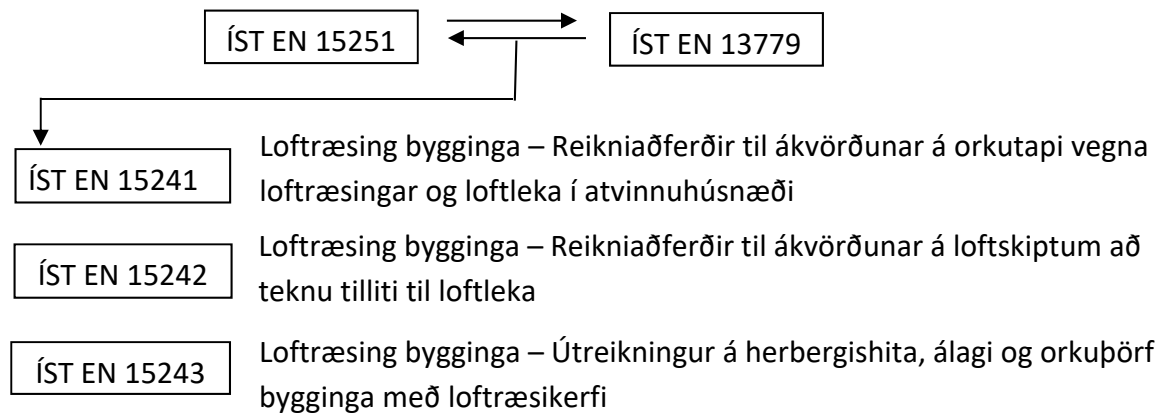 ÍST EN 15251
ÍST EN 13779
ÍST EN 15241
Loftræsing bygginga – Reikniaðferðir til ákvörðunar á orkutapi vegna
loftræsingar og loftleka í atvinnuhúsnæði
ÍST EN 15242
Loftræsing bygginga – Reikniaðferðir til ákvörðunar á loftskiptum að
teknu tilliti til loftleka
ÍST EN 15243
Loftræsing bygginga – Útreikningur á herbergishita, álagi og orkuþörf
bygginga með loftræsikerfi